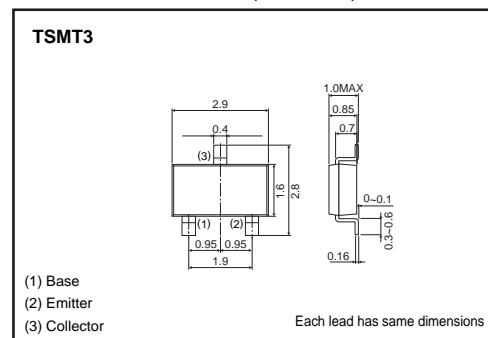 TSMT3
1.0MAX
2.9
0.85
0.4
0.7
(3)
1.6
2.8
0~0.1
(1)
(2)
0.3~0.6
0.95
0.95
0.16
1.9
(1) Base
(2) Emitter
(3) Collector
Each lead has same dimensions